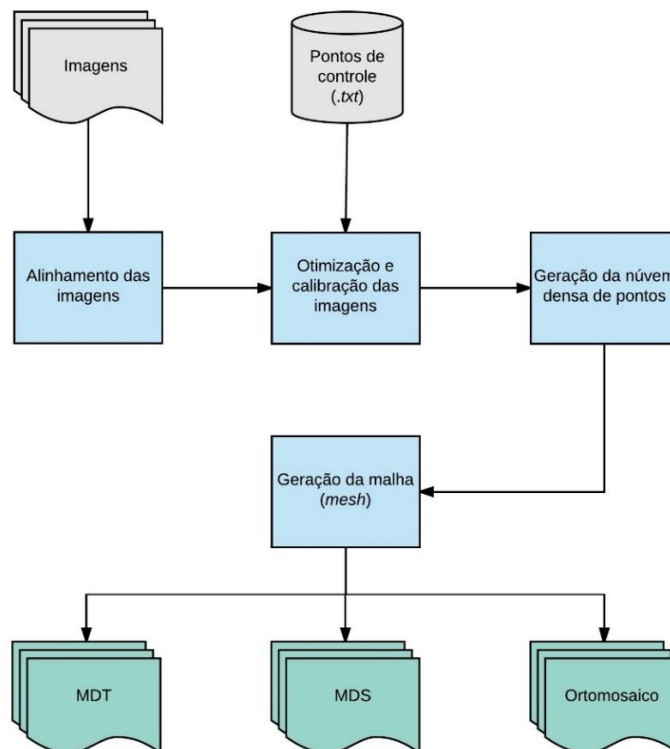 Imagens
Pontos de
controle
(.txt)
Alinhamento das
imagens
Otimização e
calibração das
imagens
Geração da núvem
densa de pontos
Geração da malha
(mesh)
MDT
MDS
Ortomosaico